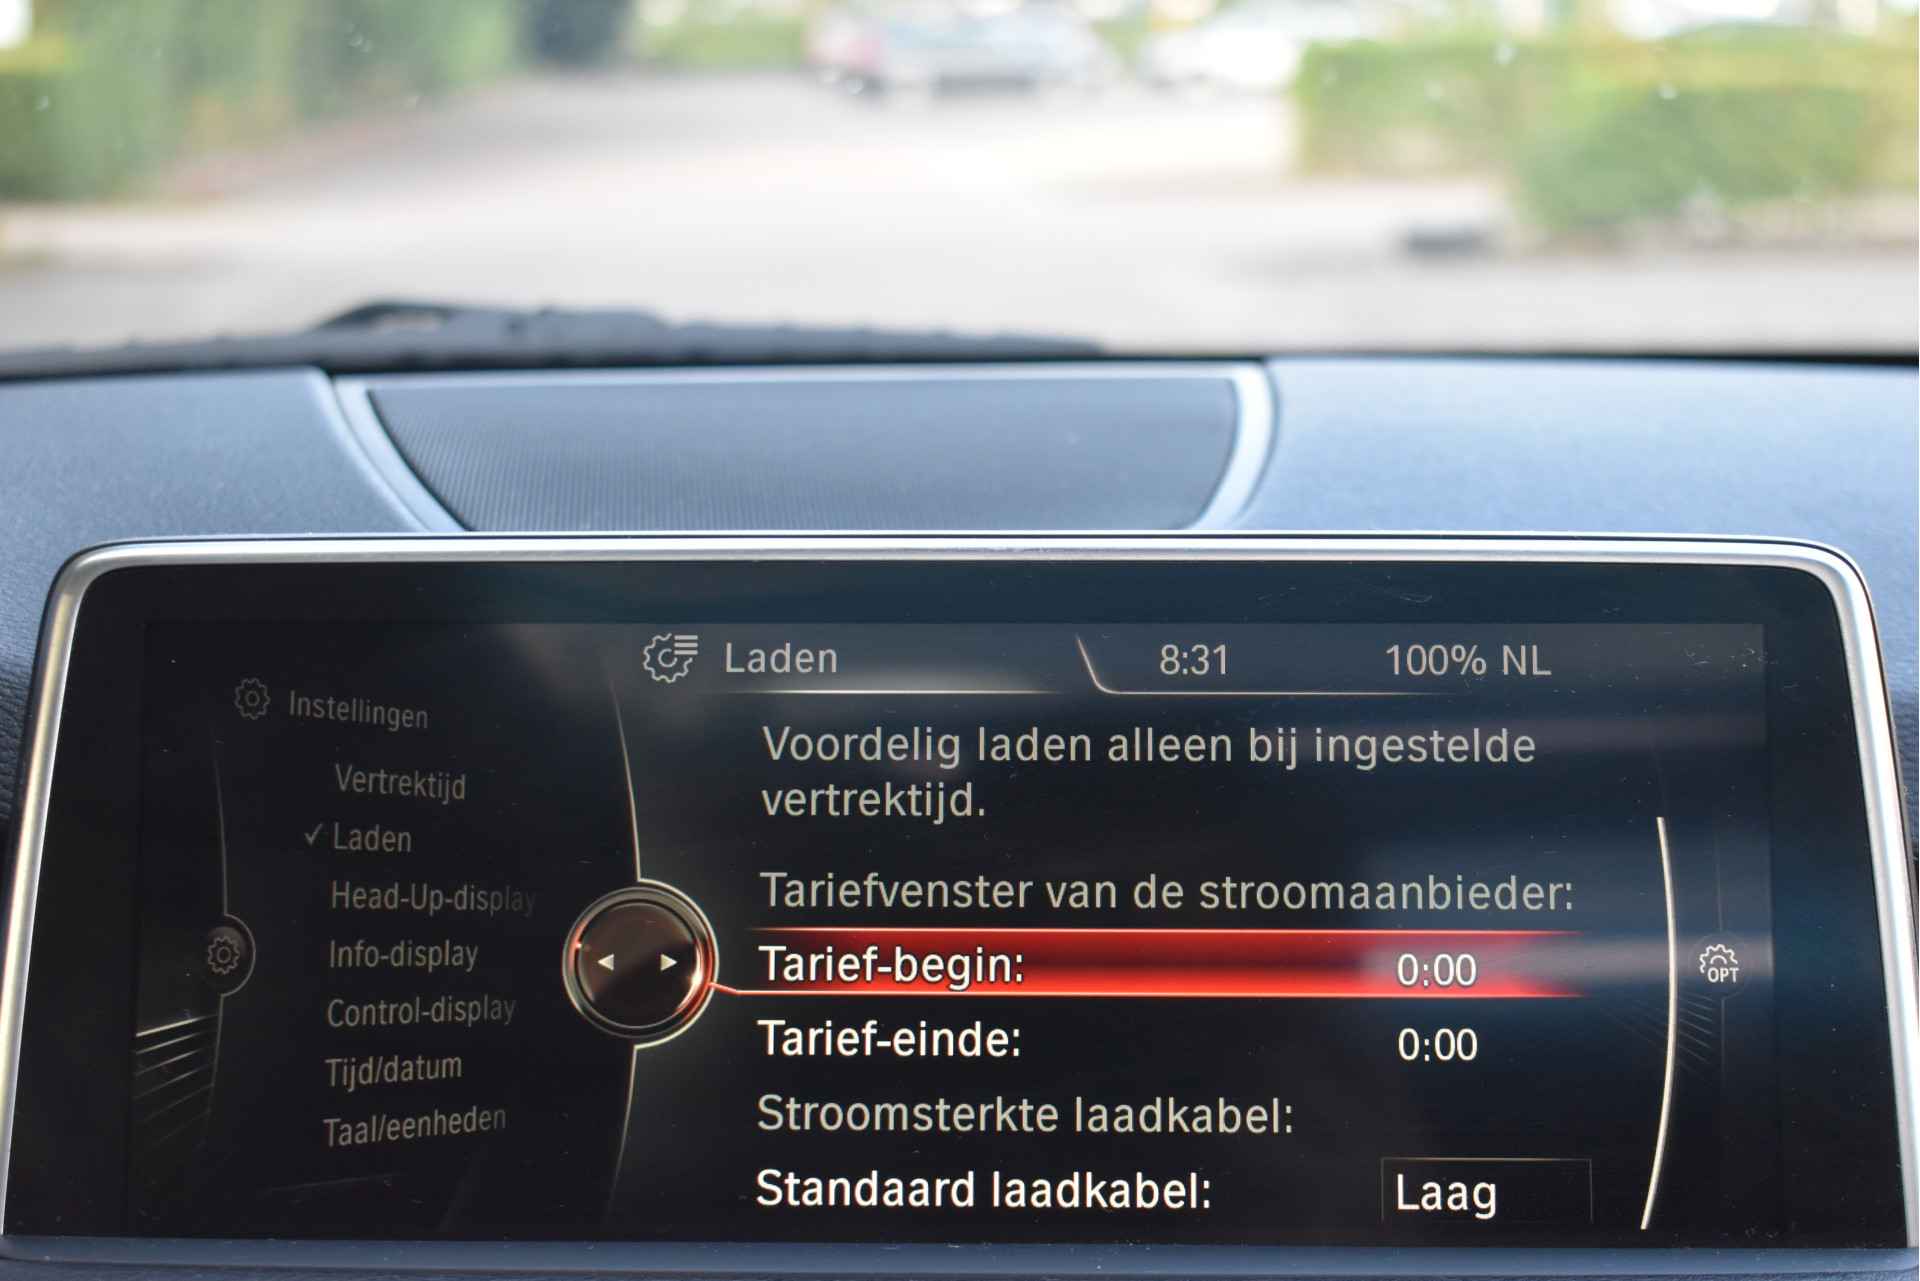 Laden
8:31
100% NL
Instellingen
Vertrektijd
✓ Laden
Head-Up-display
Info-display
Control-display
Tijd/datum
Taal/eenheden
Voordelig laden alleen bij ingestelde
vertrektijd.
Tariefvenster van de stroomaanbieder:
Tarief-begin: 0:00
Tarief-einde: 0:00
Stroomsterkte laadkabel:
Standaard laadkabel: Laag
OPT